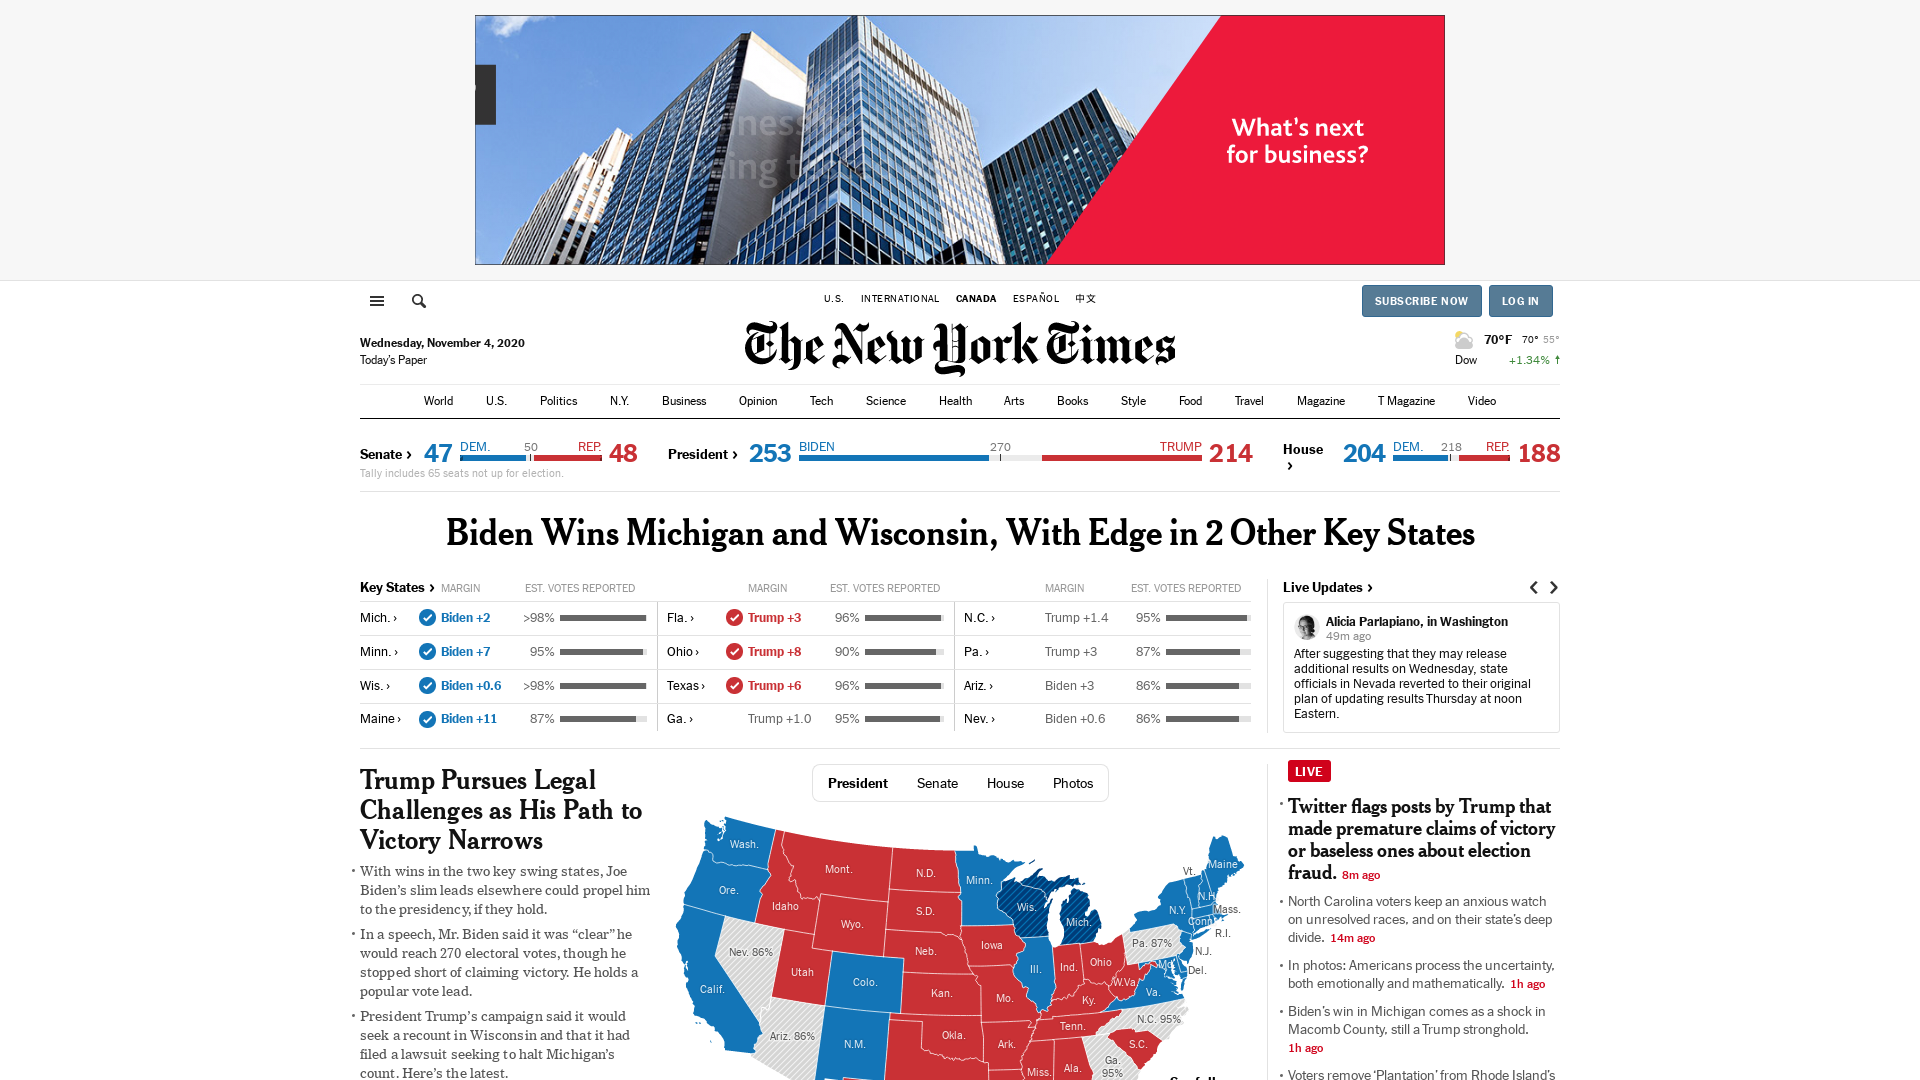 What's next
for business?
U.S. INTERNATIONAL CANADA ESPAÑOL 中文
SUBSCRIBE NOW LOG IN
Wednesday, November 4, 2020
Today's Paper
The New York Times
70°F 70° 55°
Dow +1.34% ↑
World U.S. Politics N.Y. Business Opinion Tech Science Health Arts Books Style Food Travel Magazine T Magazine Video
Senate › 47 DEM. 50 REP. 48
Tally includes 65 seats not up for election.
President › 253 BIDEN 270 TRUMP 214
House › 204 DEM. 218 REP. 188
Biden Wins Michigan and Wisconsin, With Edge in 2 Other Key States
Key States › MARGIN EST. VOTES REPORTED MARGIN EST. VOTES REPORTED MARGIN EST. VOTES REPORTED
Mich. › Biden +2 >98% Fla. › Trump +3 96% N.C. › Trump +1.4 95%
Minn. › Biden +7 95% Ohio › Trump +8 90% Pa. › Trump +3 87%
Wis. › Biden +0.6 >98% Texas › Trump +6 96% Ariz. › Biden +3 86%
Maine › Biden +11 87% Ga. › Trump +1.0 95% Nev. › Biden +0.6 86%
Live Updates ›
Alicia Parlapiano, in Washington
49m ago
After suggesting that they may release
additional results on Wednesday, state
officials in Nevada reverted to their original
plan of updating results Thursday at noon
Eastern.
Trump Pursues Legal
Challenges as His Path to
Victory Narrows
• With wins in the two key swing states, Joe
Biden's slim leads elsewhere could propel him
to the presidency, if they hold.
• In a speech, Mr. Biden said it was “clear” he
would reach 270 electoral votes, though he
stopped short of claiming victory. He holds a
popular vote lead.
• President Trump's campaign said it would
seek a recount in Wisconsin and that it had
filed a lawsuit seeking to halt Michigan's
count. Here's the latest.
President Senate House Photos
Wash.
Mont.
N.D.
Minn.
Vt.
Maine
Ore.
Idaho
S.D.
Wis.
Mich.
N.Y.
N.H.
Mass.
Wyo.
Conn.
R.I.
Nev. 86%
Neb.
Iowa
Pa. 87%
N.J.
Utah
Colo.
Ill.
Ind.
Ohio
Md.
Del.
Calif.
Kan.
Mo.
Ky.
W.Va.
Va.
Ariz. 86%
N.M.
Okla.
Ark.
Tenn.
N.C. 95%
S.C.
Miss.
Ala.
Ga.
95%
LIVE
• Twitter flags posts by Trump that
made premature claims of victory
or baseless ones about election
fraud. 8m ago
• North Carolina voters keep an anxious watch
on unresolved races, and on their state's deep
divide. 14m ago
• In photos: Americans process the uncertainty,
both emotionally and mathematically. 1h ago
• Biden's win in Michigan comes as a shock in
Macomb County, still a Trump stronghold.
1h ago
• Voters remove ‘Plantation’ from Rhode Island's